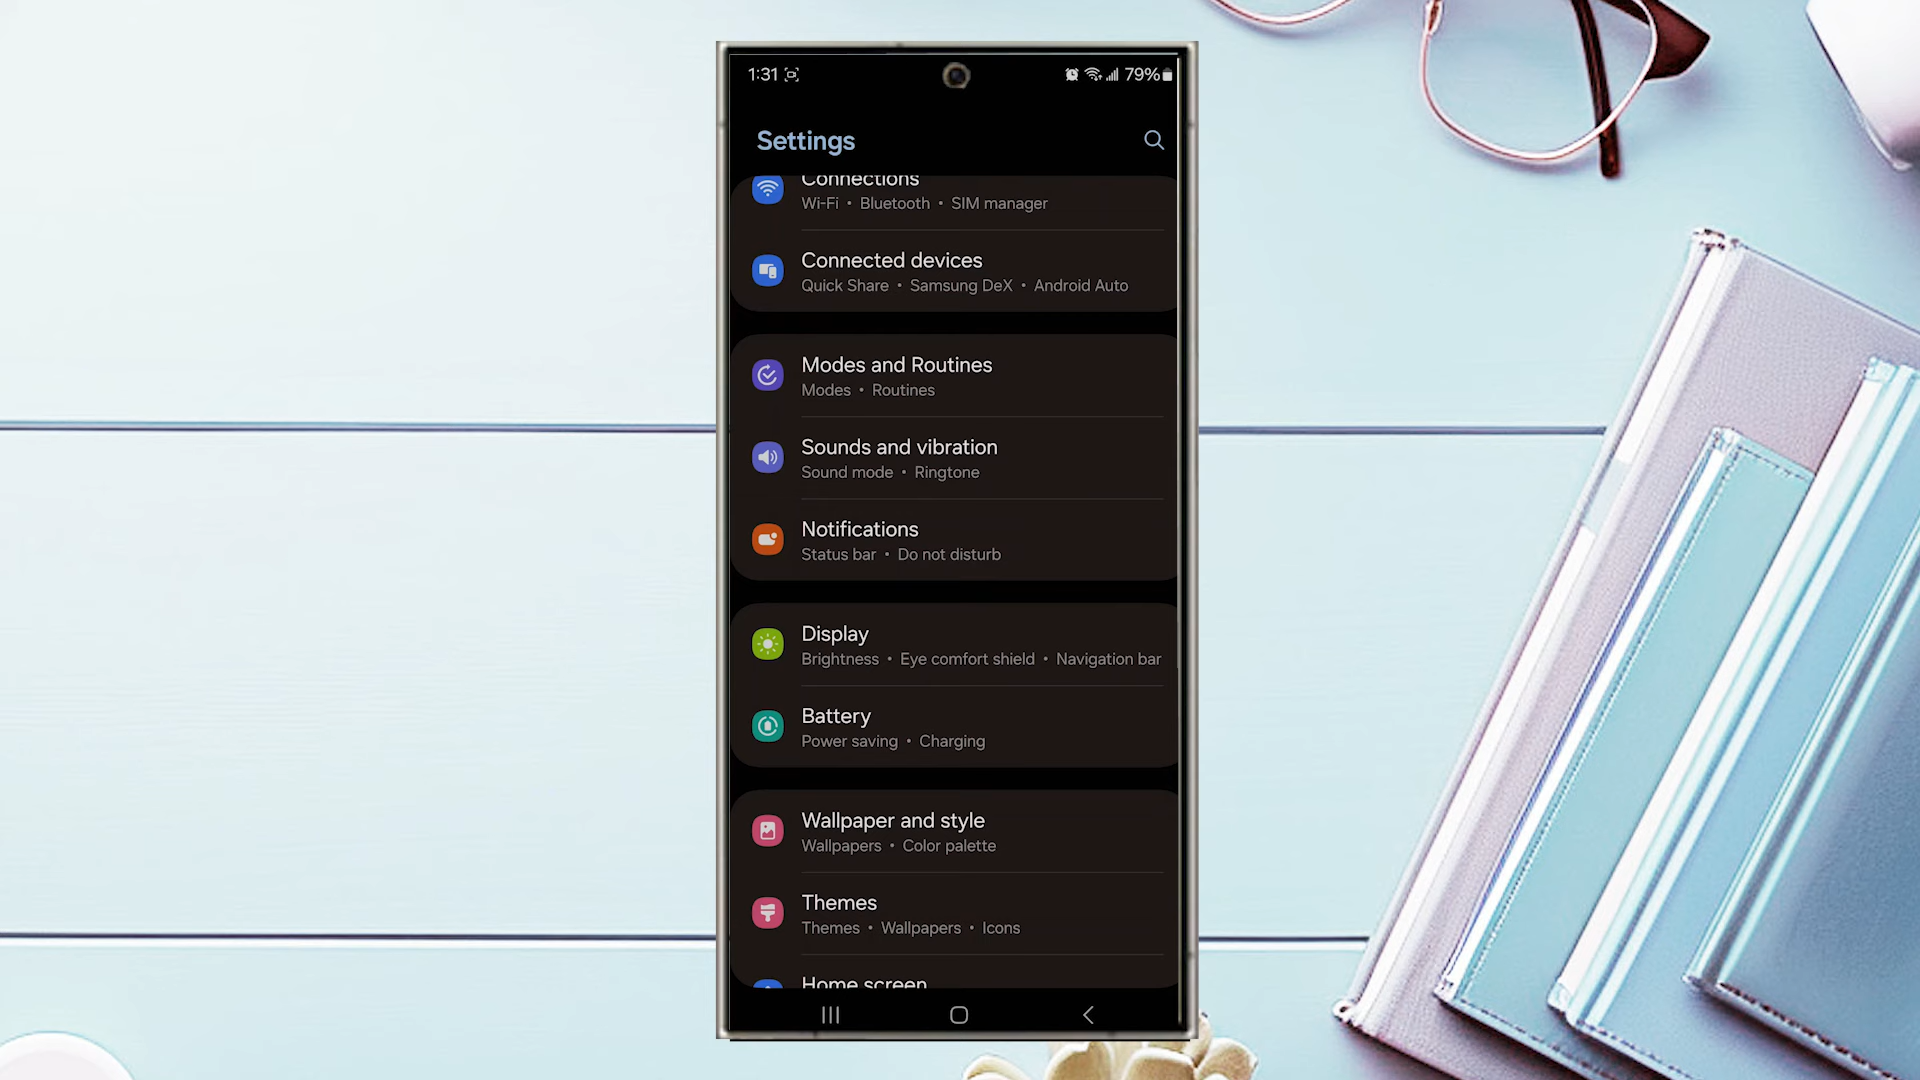 1:31 79%
Settings
Connections
Wi-Fi • Bluetooth • SIM manager
Connected devices
Quick Share • Samsung DeX • Android Auto
Modes and Routines
Modes • Routines
Sounds and vibration
Sound mode • Ringtone
Notifications
Status bar • Do not disturb
Display
Brightness • Eye comfort shield • Navigation bar
Battery
Power saving • Charging
Wallpaper and style
Wallpapers • Color palette
Themes
Themes • Wallpapers • Icons
Home screen